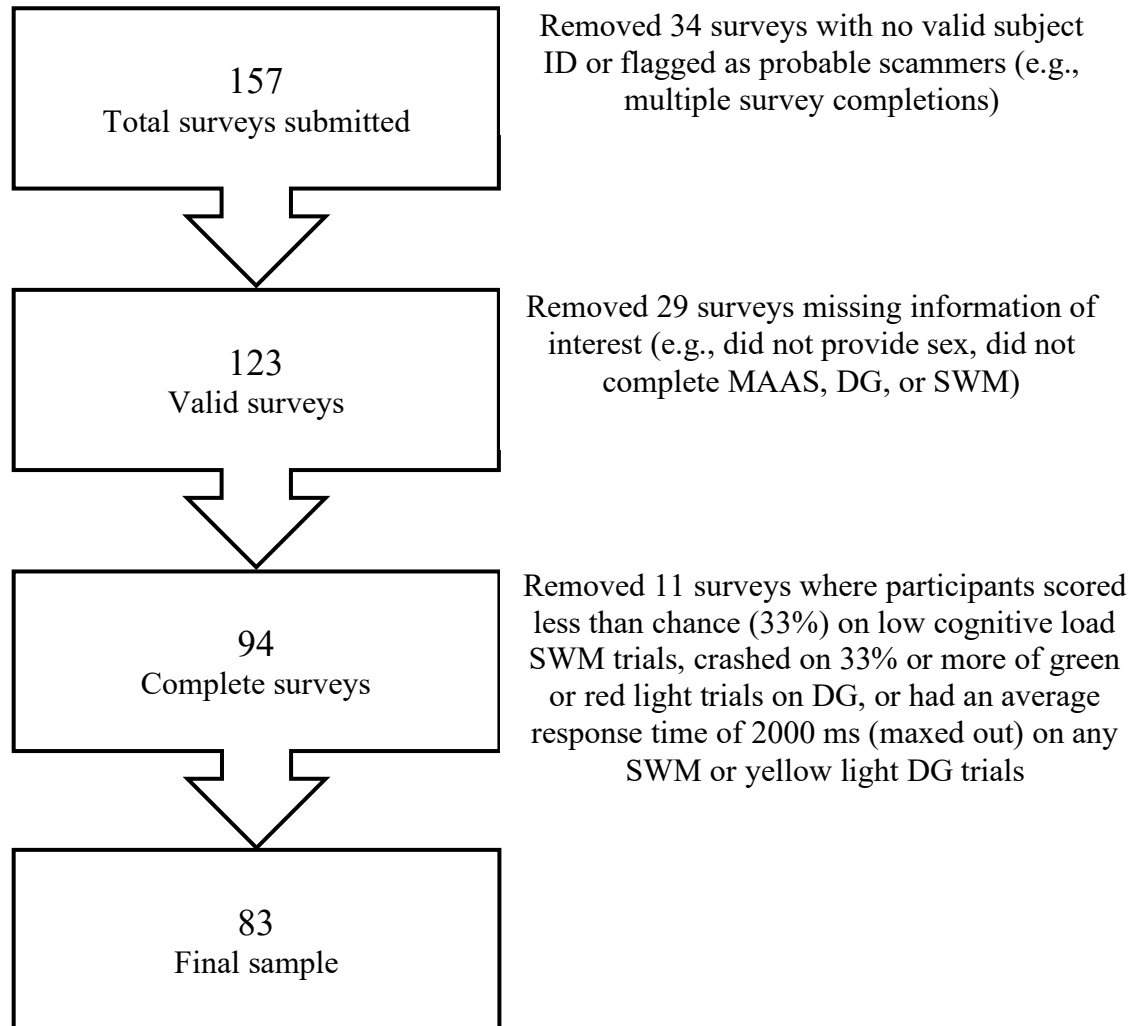 157
Total surveys submitted
Removed 34 surveys with no valid subject
ID or flagged as probable scammers (e.g.,
multiple survey completions)
123
Valid surveys
Removed 29 surveys missing information of
interest (e.g., did not provide sex, did not
complete MAAS, DG, or SWM)
94
Complete surveys
Removed 11 surveys where participants scored
less than chance (33%) on low cognitive load
SWM trials, crashed on 33% or more of green
or red light trials on DG, or had an average
response time of 2000 ms (maxed out) on any
SWM or yellow light DG trials
83
Final sample